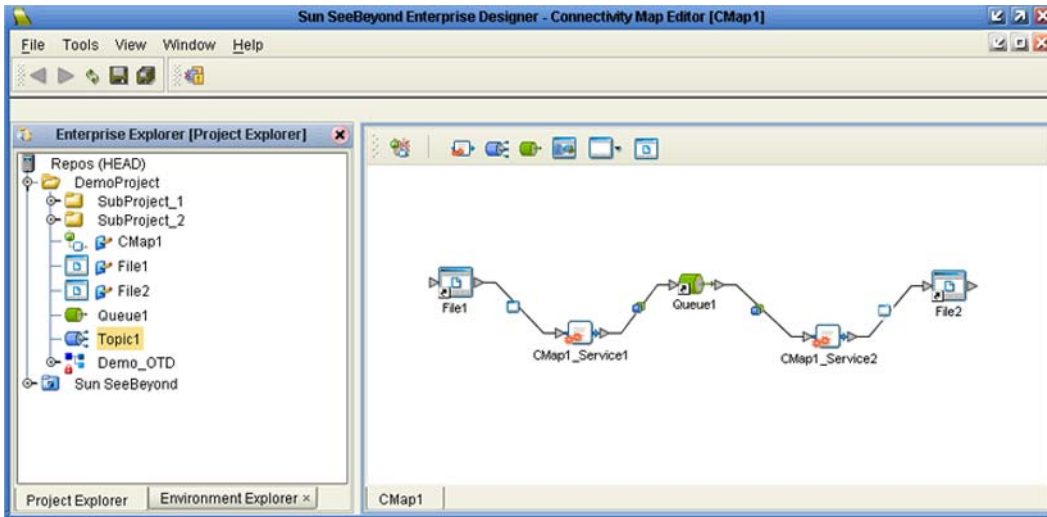 Sun SeeBeyond Enterprise Designer - Connectivity Map Editor [CMap1]
File Tools View Window Help
Enterprise Explorer [Project Explorer]
Repos (HEAD)
DemoProject
SubProject_1
SubProject_2
CMap1
File1
File2
Queue1
Topic1
Demo_OTD
Sun SeeBeyond
Project Explorer
Environment Explorer ×
File1
CMap1_Service1
Queue1
CMap1_Service2
File2
CMap1